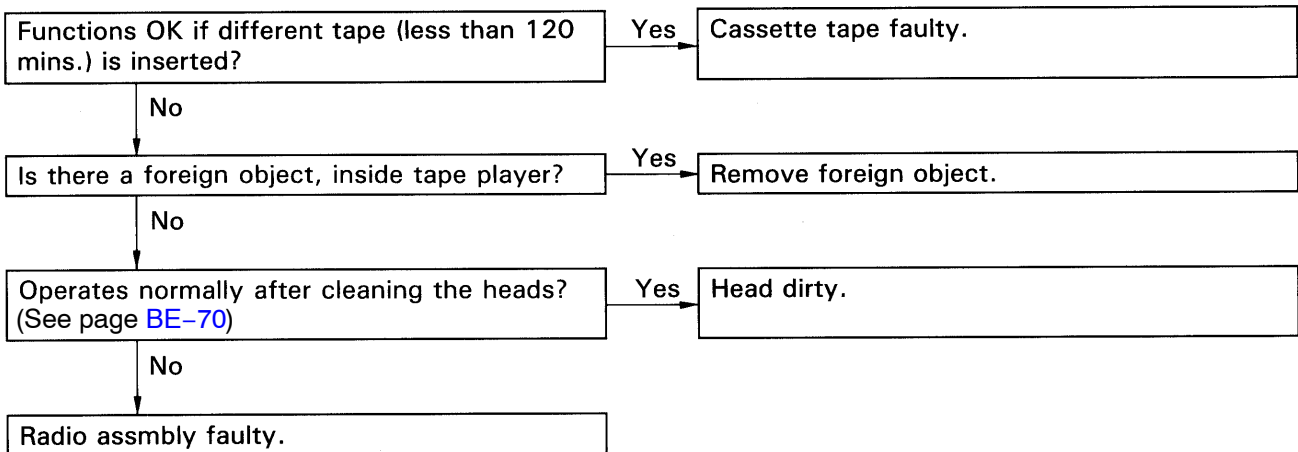 Functions OK if different tape (less than 120
mins.) is inserted?
Yes
Cassette tape faulty.
No
Is there a foreign object, inside tape player?
Yes
Remove foreign object.
No
Operates normally after cleaning the heads?
(See page BE–70)
Yes
Head dirty.
No
Radio assmbly faulty.